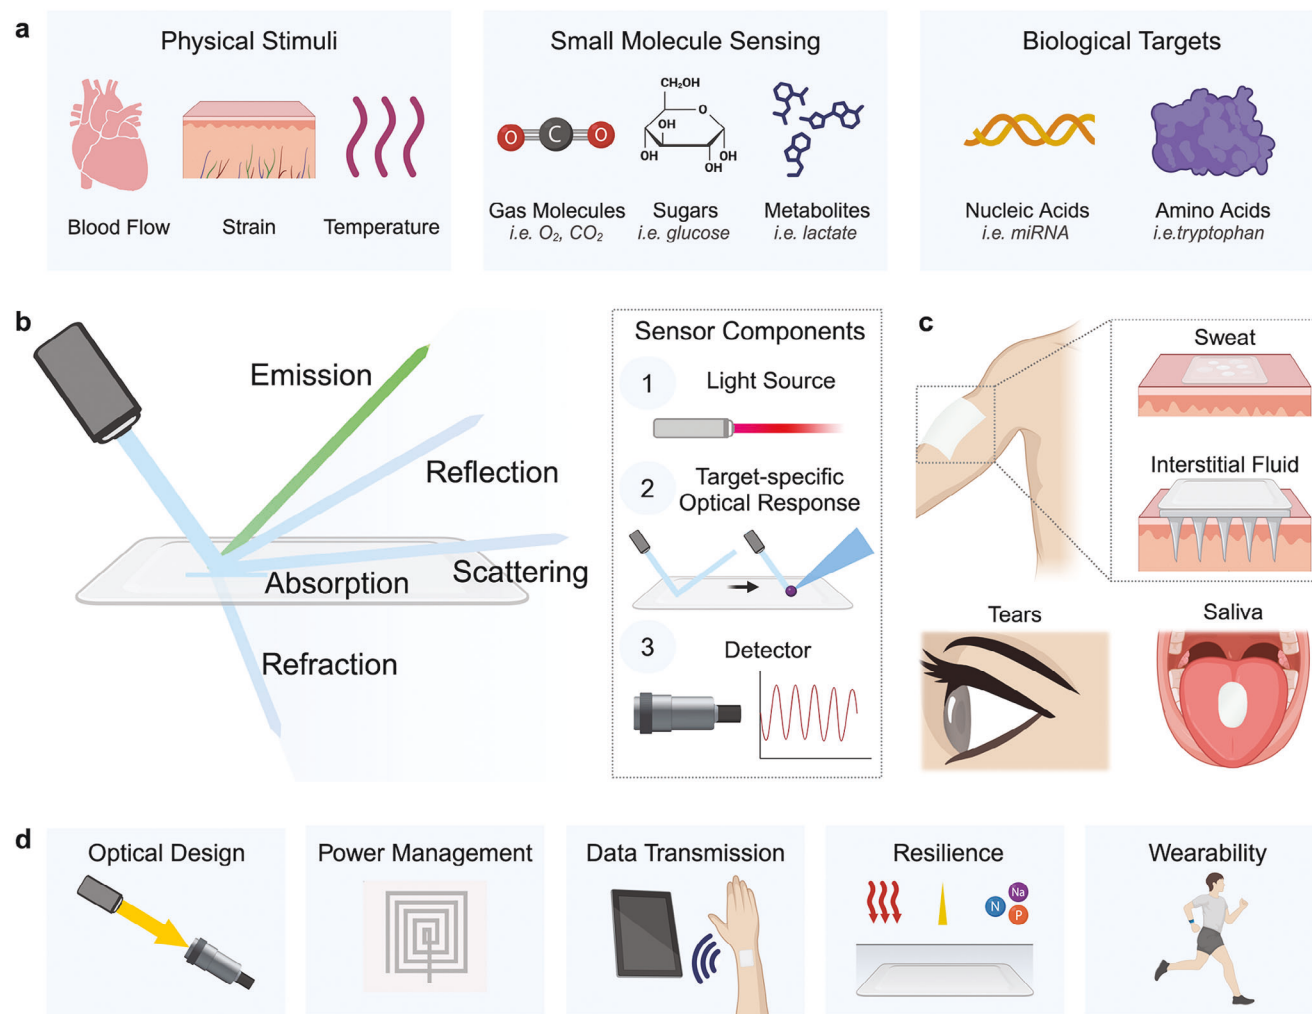 a
Physical Stimuli
Blood Flow
Strain
Temperature
Small Molecule Sensing
O C O
CH₂OH
O
OH
OH
OH
OH
Gas Molecules
i.e. O₂, CO₂
Sugars
i.e. glucose
Metabolites
i.e. lactate
Biological Targets
Nucleic Acids
i.e. miRNA
Amino Acids
i.e.tryptophan
b
Emission
Reflection
Scattering
Absorption
Refraction
Sensor Components
1
Light Source
2
Target-specific
Optical Response
3
Detector
c
Sweat
Interstitial Fluid
Tears
Saliva
d
Optical Design
Power Management
Data Transmission
Resilience
Na
N
P
Wearability